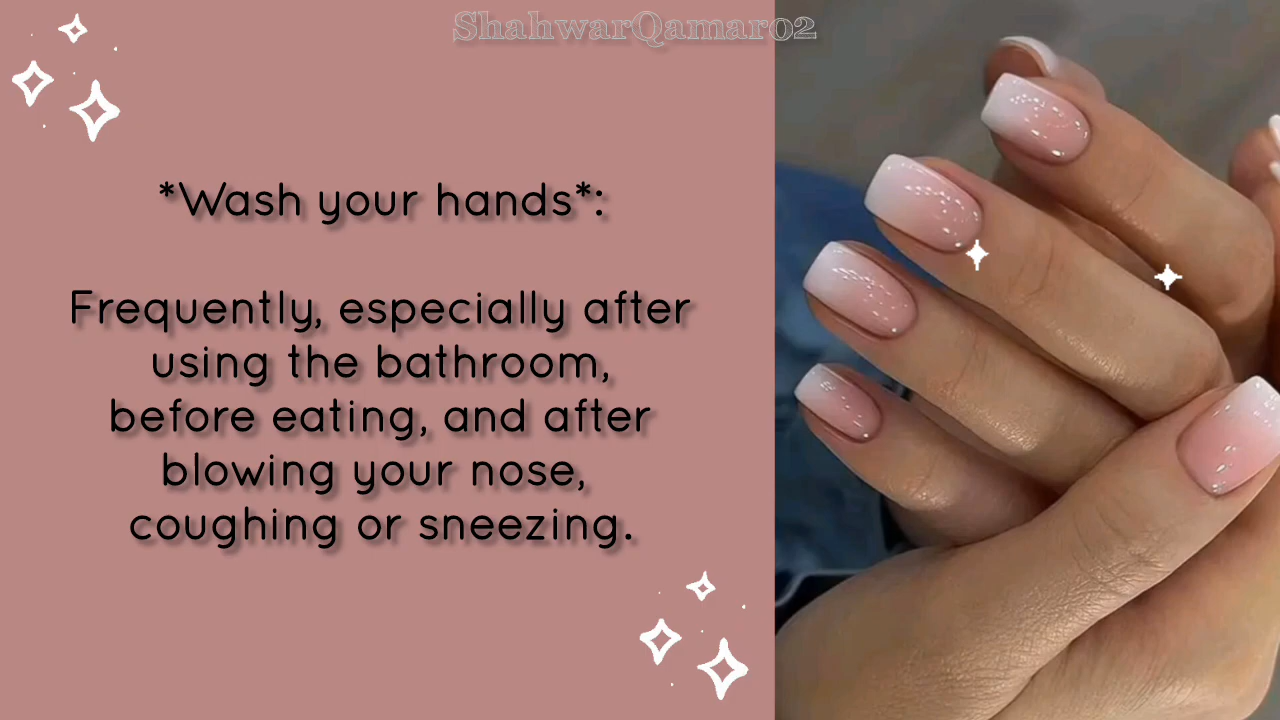 ShahwarQamar02
*Wash your hands*:
Frequently, especially after
using the bathroom,
before eating, and after
blowing your nose,
coughing or sneezing.